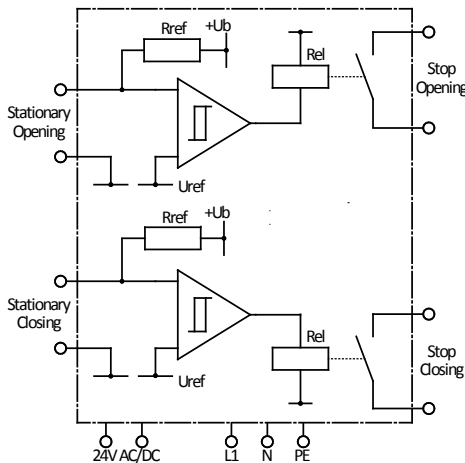 Rref
+Ub
Rel
Stationary
Opening
Uref
Stop
Opening
Rref
+Ub
Stationary
Closing
Uref
Rel
Stop
Closing
24V AC/DC
L1
N
PE